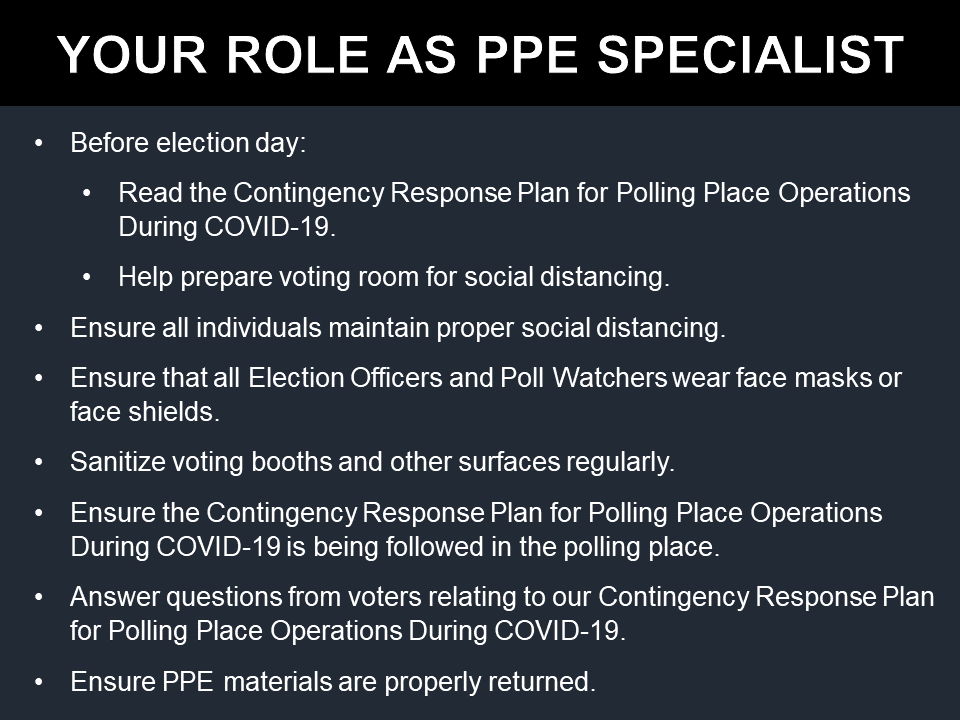 YOUR ROLE AS PPE SPECIALIST
• Before election day:
• Read the Contingency Response Plan for Polling Place Operations
During COVID-19.
• Help prepare voting room for social distancing.
• Ensure all individuals maintain proper social distancing.
• Ensure that all Election Officers and Poll Watchers wear face masks or
face shields.
• Sanitize voting booths and other surfaces regularly.
• Ensure the Contingency Response Plan for Polling Place Operations
During COVID-19 is being followed in the polling place.
• Answer questions from voters relating to our Contingency Response Plan
for Polling Place Operations During COVID-19.
• Ensure PPE materials are properly returned.